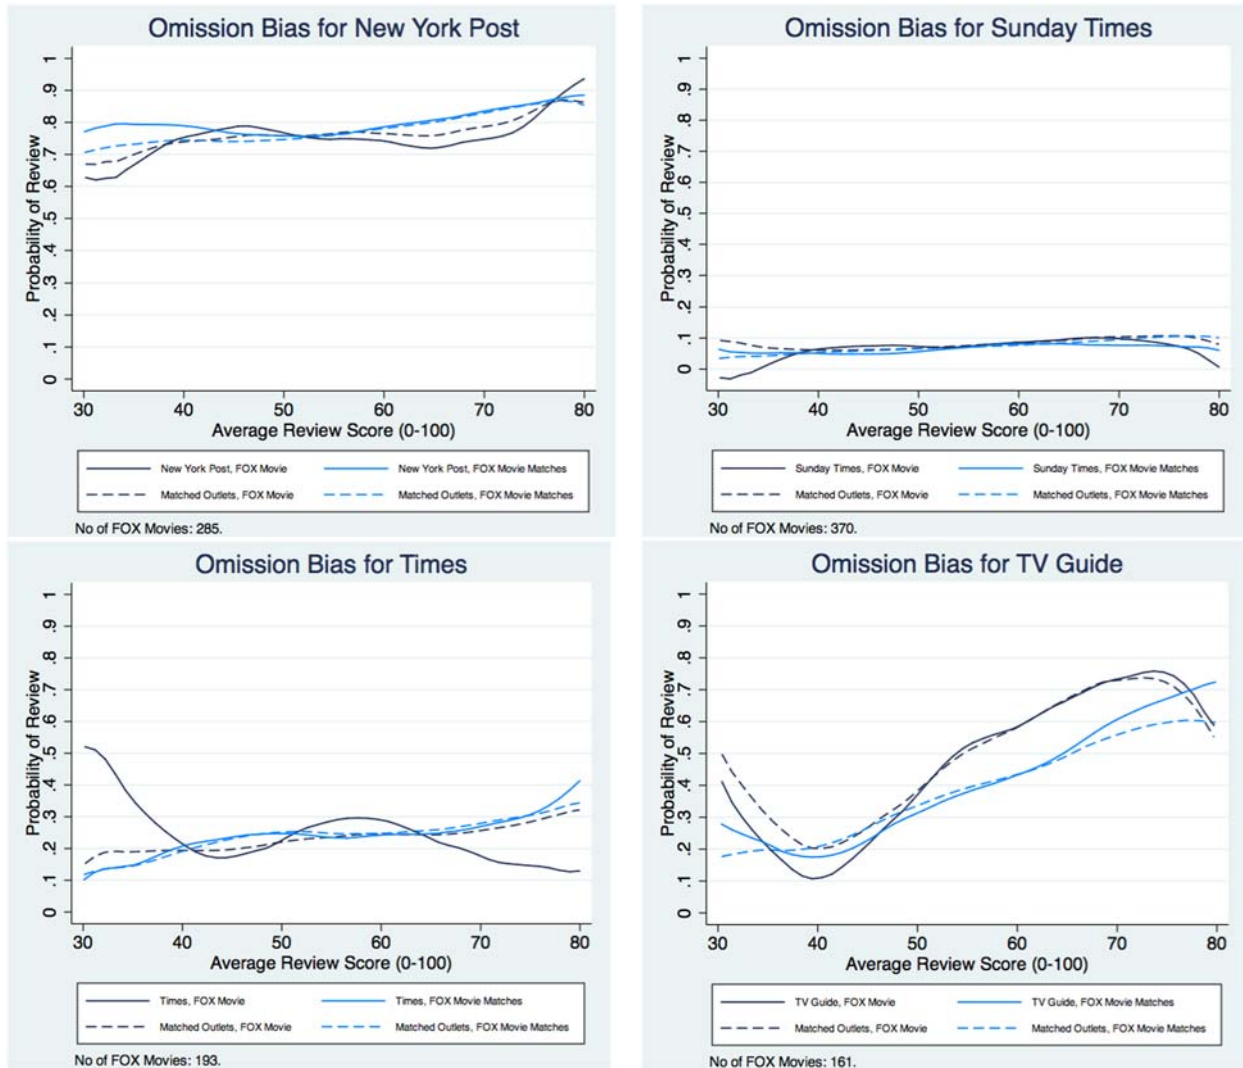 Omission Bias for New York Post
Probability of Review
1
.9
.8
.7
.6
.5
.4
.3
.2
.1
0
30 40 50 60 70 80
Average Review Score (0-100)
New York Post, FOX Movie New York Post, FOX Movie Matches
Matched Outlets, FOX Movie Matched Outlets, FOX Movie Matches
No of FOX Movies: 285.
Omission Bias for Sunday Times
Probability of Review
1
.9
.8
.7
.6
.5
.4
.3
.2
.1
0
30 40 50 60 70 80
Average Review Score (0-100)
Sunday Times, FOX Movie Sunday Times, FOX Movie Matches
Matched Outlets, FOX Movie Matched Outlets, FOX Movie Matches
No of FOX Movies: 370.
Omission Bias for Times
Probability of Review
1
.9
.8
.7
.6
.5
.4
.3
.2
.1
0
30 40 50 60 70 80
Average Review Score (0-100)
Times, FOX Movie Times, FOX Movie Matches
Matched Outlets, FOX Movie Matched Outlets, FOX Movie Matches
No of FOX Movies: 193.
Omission Bias for TV Guide
Probability of Review
1
.9
.8
.7
.6
.5
.4
.3
.2
.1
0
30 40 50 60 70 80
Average Review Score (0-100)
TV Guide, FOX Movie TV Guide, FOX Movie Matches
Matched Outlets, FOX Movie Matched Outlets, FOX Movie Matches
No of FOX Movies: 161.